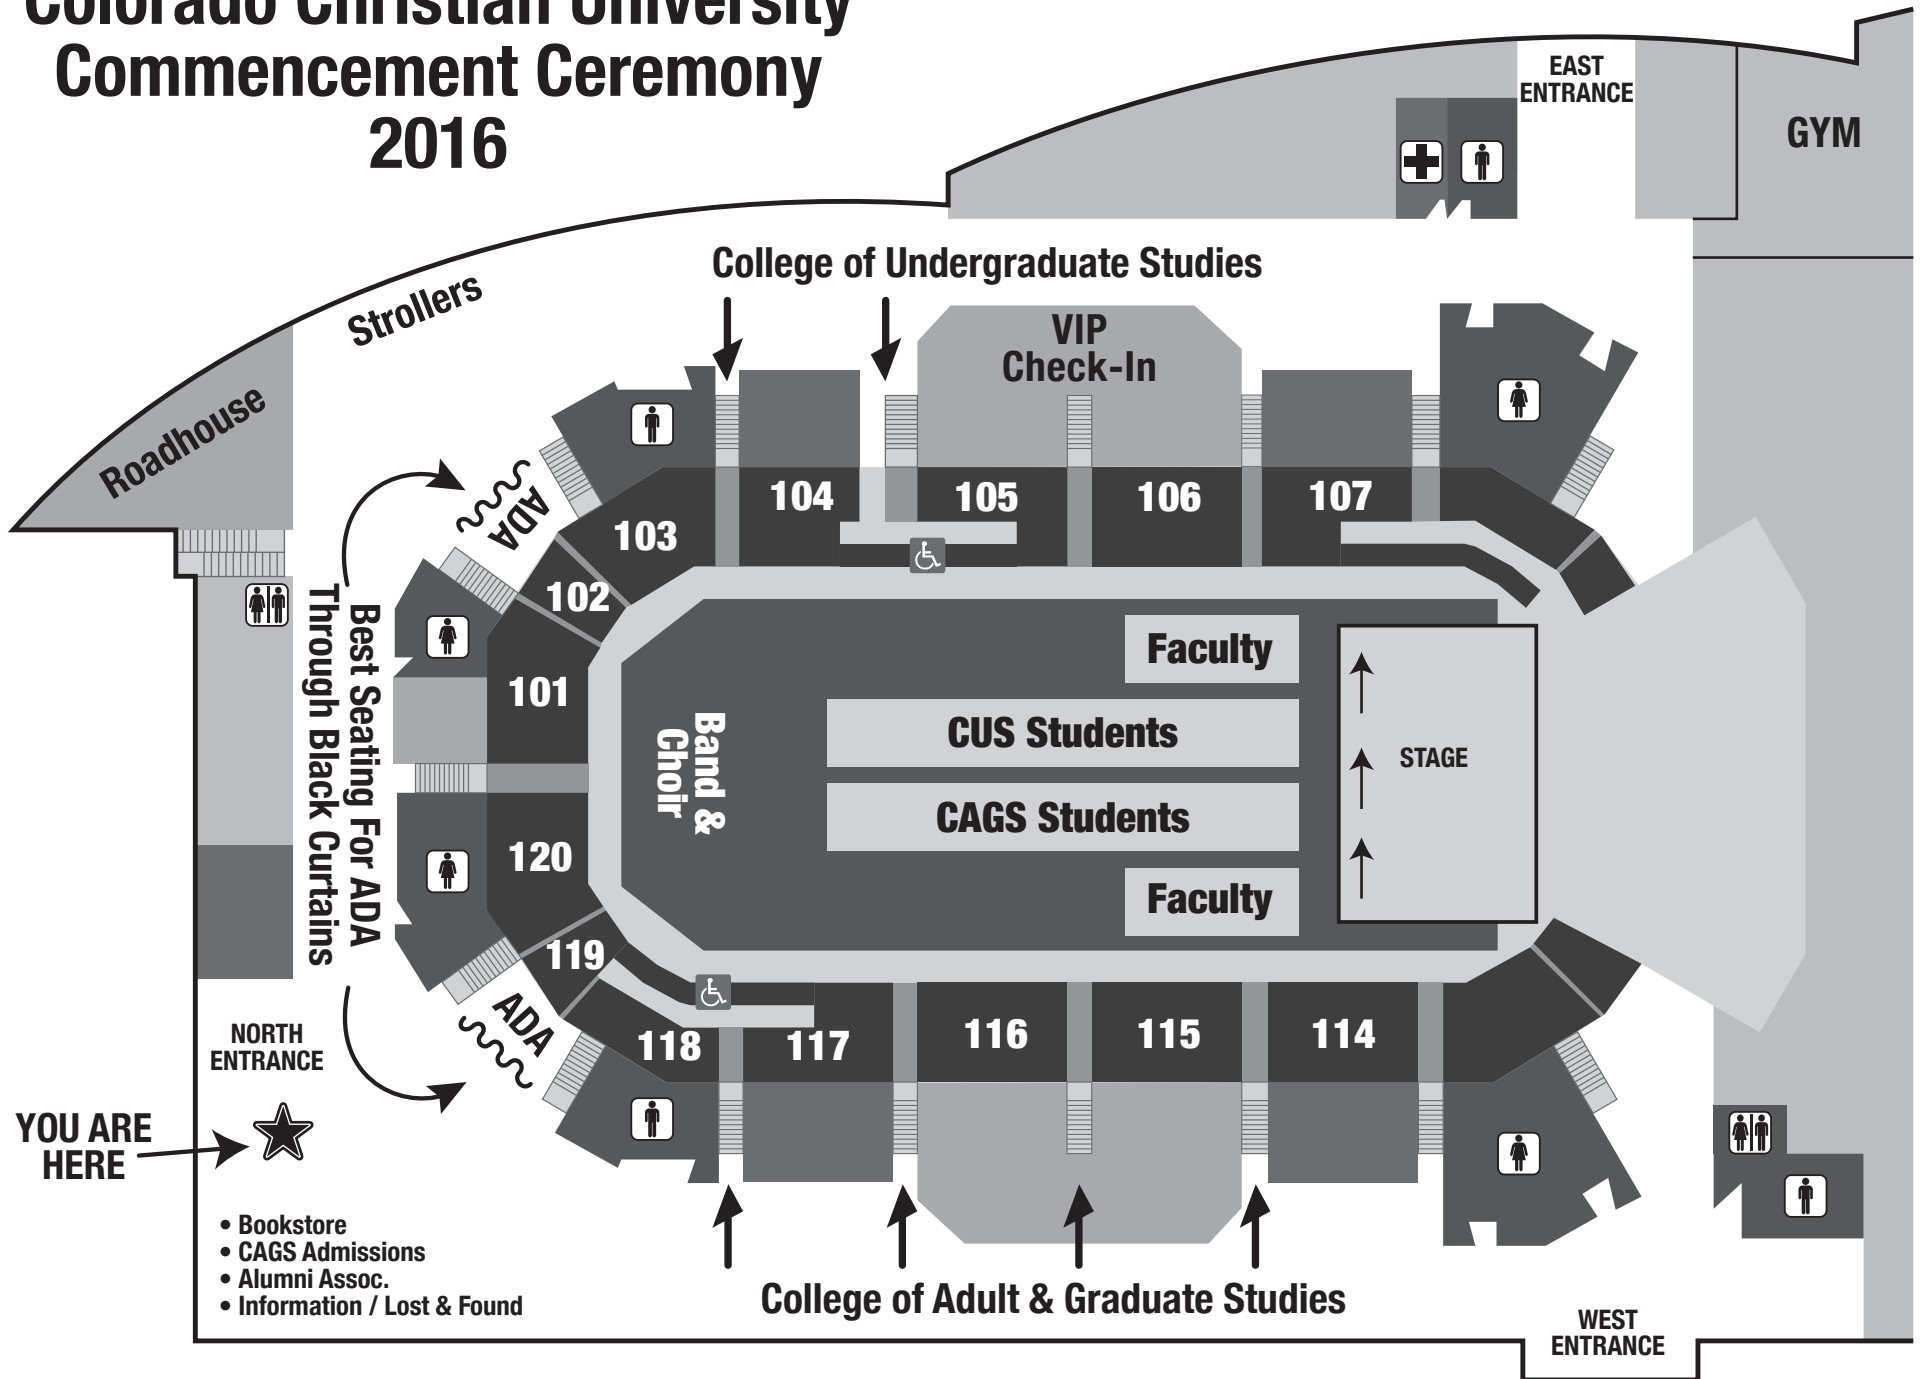 Colorado Christian University
Commencement Ceremony
2016
EAST
ENTRANCE
GYM
College of Undergraduate Studies
Strollers
VIP
Check-In
Roadhouse
ADA
104
105
106
107
103
102
101
Best Seating For ADA
Through Black Curtains
Faculty
CUS Students
Band &
Choir
STAGE
CAGS Students
Faculty
120
119
ADA
118
117
116
115
114
NORTH
ENTRANCE
YOU ARE
HERE
• Bookstore
• CAGS Admissions
• Alumni Assoc.
• Information / Lost & Found
College of Adult & Graduate Studies
WEST
ENTRANCE